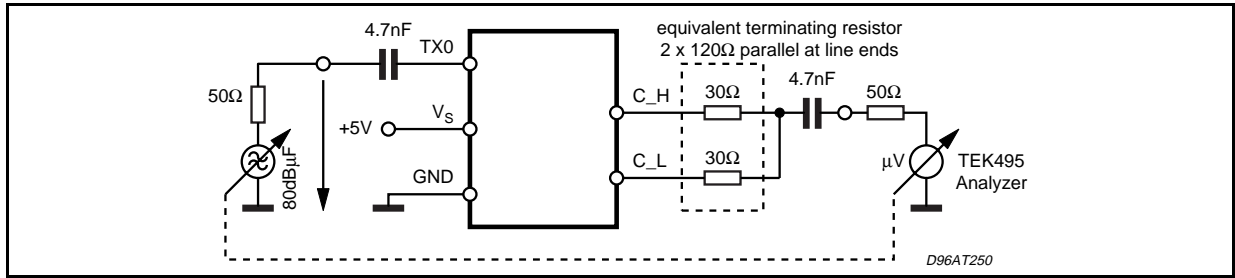 equivalent terminating resistor
2 x 120Ω parallel at line ends
4.7nF
TX0
4.7nF
50Ω
C_H
30Ω
50Ω
+5V
VS
80dBµF
C_L
30Ω
µV
TEK495
Analyzer
GND
D96AT250